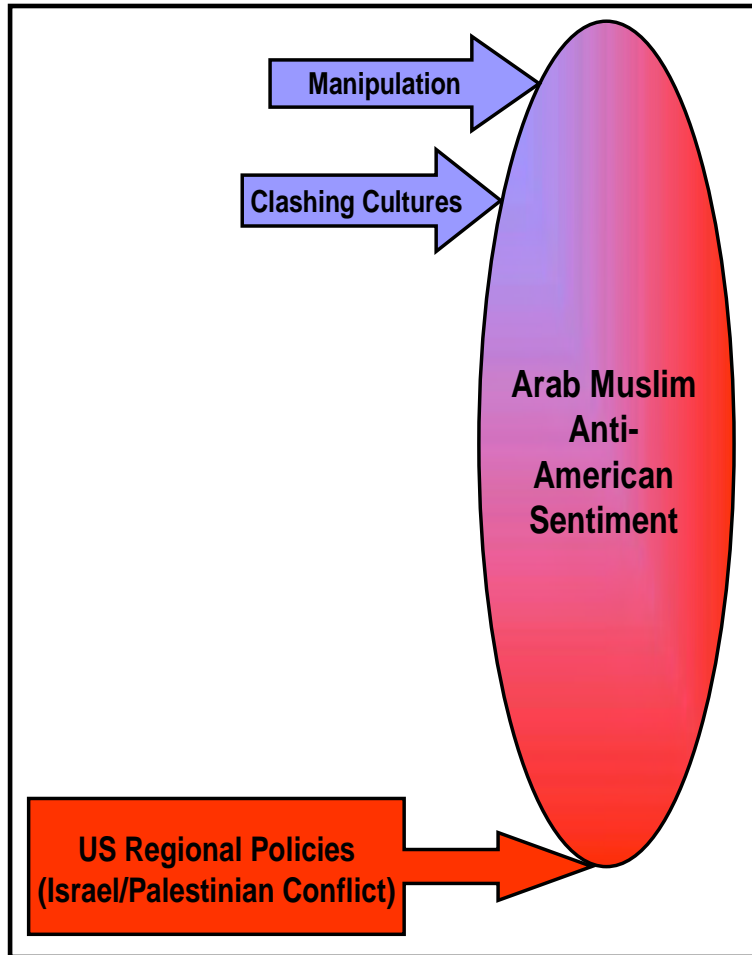 Manipulation
Clashing Cultures
Arab Muslim
Anti-
American
Sentiment
US Regional Policies
(Israel/Palestinian Conflict)